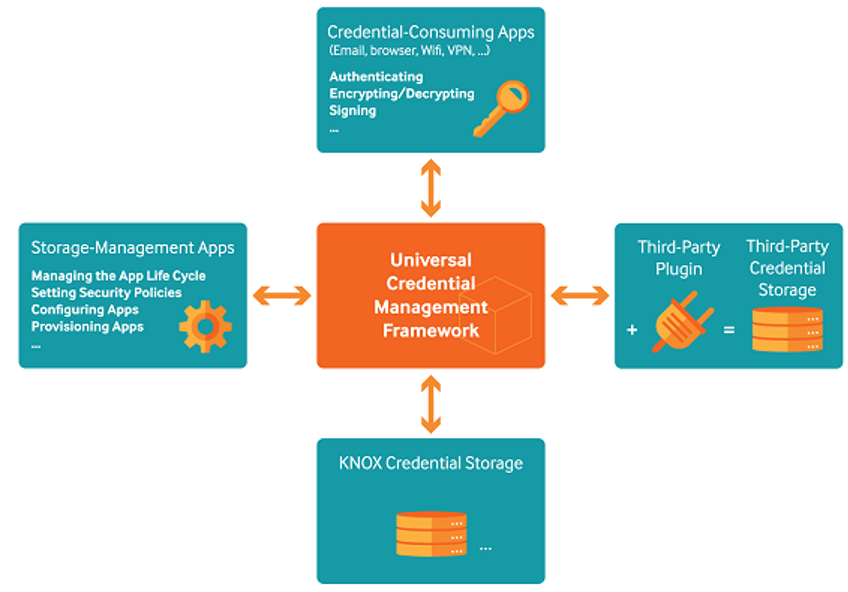 Credential-Consuming Apps
(Email, browser, Wifi, VPN, ...)
Authenticating
Encrypting/Decrypting
Signing
...
Storage-Management Apps
Managing the App Life Cycle
Setting Security Policies
Configuring Apps
Provisioning Apps
...
Universal
Credential
Management
Framework
Third-Party
Plugin
+
=
Third-Party
Credential
Storage
KNOX Credential Storage
...